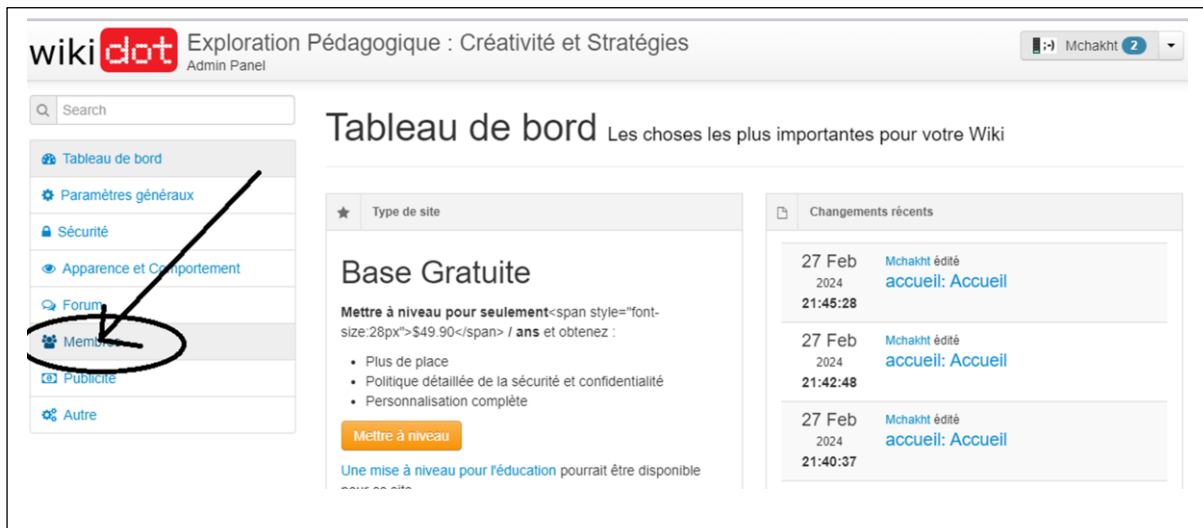 wikidot Exploration Pédagogique : Créativité et Stratégies
Admin Panel
Mchakht 2
Search
Tableau de bord
Paramètres généraux
Sécurité
Apparence et Comportement
Forum
Membres
Publicité
Autre
Tableau de bord Les choses les plus importantes pour votre Wiki
Type de site
Base Gratuite
Mettre à niveau pour seulement<span style="font-
size:28px">$49.90</span> / ans et obtenez :
Plus de place
Politique détaillée de la sécurité et confidentialité
Personnalisation complète
Mettre à niveau
Une mise à niveau pour l'éducation pourrait être disponible
pour ce site
Changements récents
27 Feb
2024
21:45:28
Mchakht édité
accueil: Accueil
27 Feb
2024
21:42:48
Mchakht édité
accueil: Accueil
27 Feb
2024
21:40:37
Mchakht édité
accueil: Accueil